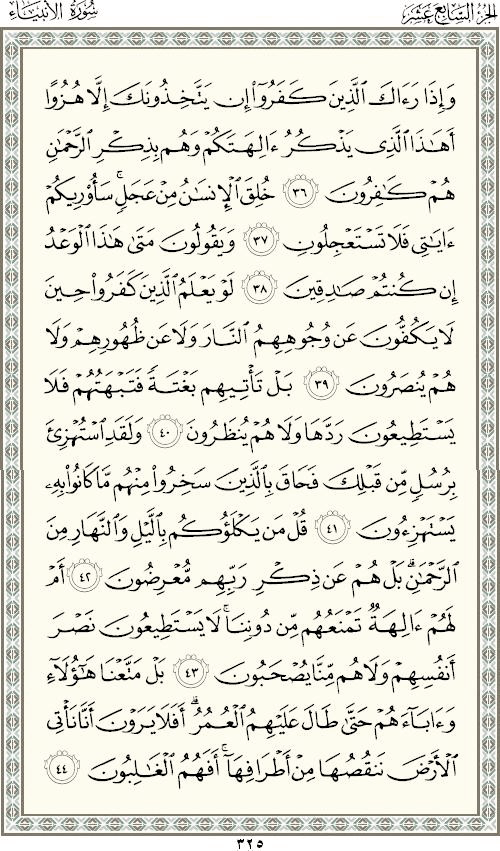 الجزء السابع عشر
سورة الأنبياء
وَإِذَا رَءَاكَ ٱلَّذِينَ كَفَرُوٓاْ إِن يَتَّخِذُونَكَ إِلَّا هُزُوًا
أَهَٰذَا ٱلَّذِي يَذْكُرُ ءَالِهَتَكُمْ وَهُم بِذِكْرِ ٱلرَّحْمَٰنِ
هُمْ كَٰفِرُونَ ٣٦ خُلِقَ ٱلْإِنسَٰنُ مِنْ عَجَلٍ ۚ سَأُوْرِيكُمْ
ءَايَٰتِي فَلَا تَسْتَعْجِلُونِ ٣٧ وَيَقُولُونَ مَتَىٰ هَٰذَا ٱلْوَعْدُ
إِن كُنتُمْ صَٰدِقِينَ ٣٨ لَوْ يَعْلَمُ ٱلَّذِينَ كَفَرُواْ حِينَ
لَا يَكُفُّونَ عَن وُجُوهِهِمُ ٱلنَّارَ وَلَا عَن ظُهُورِهِمْ وَلَا
هُمْ يُنصَرُونَ ٣٩ بَلْ تَأْتِيهِم بَغْتَةً فَتَبْهَتُهُمْ فَلَا
يَسْتَطِيعُونَ رَدَّهَا وَلَا هُمْ يُنظَرُونَ ٤٠ وَلَقَدِ ٱسْتُهْزِئَ
بِرُسُلٍ مِّن قَبْلِكَ فَحَاقَ بِٱلَّذِينَ سَخِرُواْ مِنْهُم مَّا كَانُواْ بِهِۦ
يَسْتَهْزِءُونَ ٤١ قُلْ مَن يَكْلَؤُكُم بِٱلَّيْلِ وَٱلنَّهَارِ مِنَ
ٱلرَّحْمَٰنِ ۗ بَلْ هُمْ عَن ذِكْرِ رَبِّهِم مُّعْرِضُونَ ٤٢ أَمْ
لَهُمْ ءَالِهَةٌ تَمْنَعُهُم مِّن دُونِنَا ۚ لَا يَسْتَطِيعُونَ نَصْرَ
أَنفُسِهِمْ وَلَا هُم مِّنَّا يُصْحَبُونَ ٤٣ بَلْ مَتَّعْنَا هَٰٓؤُلَآءِ
وَءَابَآءَهُمْ حَتَّىٰ طَالَ عَلَيْهِمُ ٱلْعُمُرُ ۗ أَفَلَا يَرَوْنَ أَنَّا نَأْتِي
ٱلْأَرْضَ نَنقُصُهَا مِنْ أَطْرَافِهَآ ۚ أَفَهُمُ ٱلْغَٰلِبُونَ ٤٤
٣٢٥